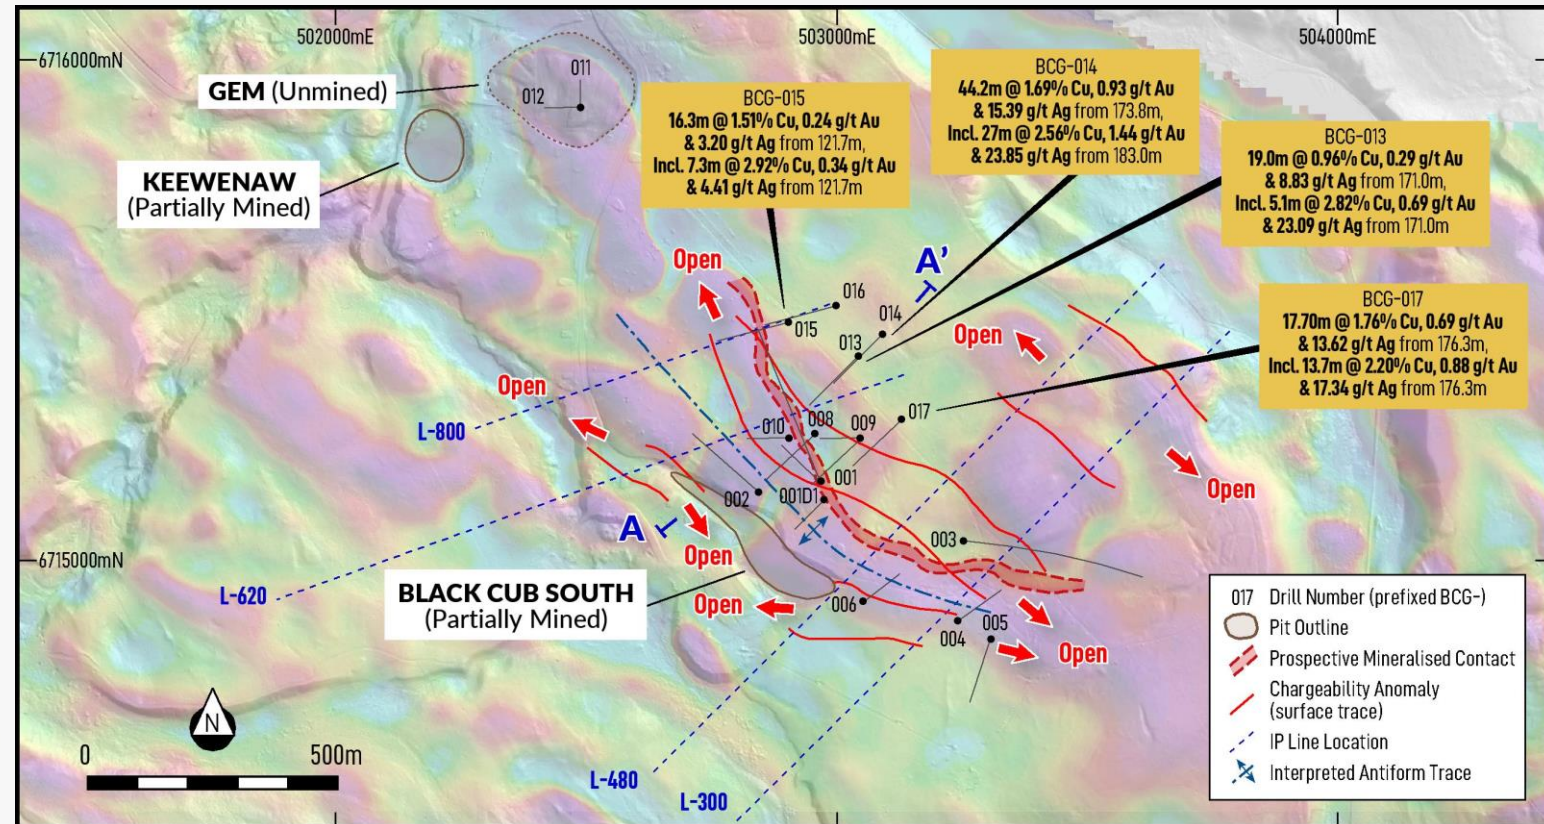 502000mE
503000mE
504000mE
6716000mN
GEM (Unmined)
011
012
KEEWENAW
(Partially Mined)
BCG-015
16.3m @ 1.51% Cu, 0.24 g/t Au
& 3.20 g/t Ag from 121.7m,
Incl. 7.3m @ 2.92% Cu, 0.34 g/t Au
& 4.41 g/t Ag from 121.7m
BCG-014
44.2m @ 1.69% Cu, 0.93 g/t Au
& 15.39 g/t Ag from 173.8m,
Incl. 27m @ 2.56% Cu, 1.44 g/t Au
& 23.85 g/t Ag from 183.0m
BCG-013
19.0m @ 0.96% Cu, 0.29 g/t Au
& 8.83 g/t Ag from 171.0m,
Incl. 5.1m @ 2.82% Cu, 0.69 g/t Au
& 23.09 g/t Ag from 171.0m
BCG-017
17.70m @ 1.76% Cu, 0.69 g/t Au
& 13.62 g/t Ag from 176.3m,
Incl. 13.7m @ 2.20% Cu, 0.88 g/t Au
& 17.34 g/t Ag from 176.3m
Open
A'
016
015
014
013
Open
Open
L-800
010
008
009
017
001
002
001D1
Open
A
Open
003
6715000mN
BLACK CUB SOUTH
(Partially Mined)
L-620
Open
006
004
005
Open
L-480
L-300
N
0
500m
017 Drill Number (prefixed BCG-)
Pit Outline
Prospective Mineralised Contact
Chargeability Anomaly
(surface trace)
IP Line Location
Interpreted Antiform Trace